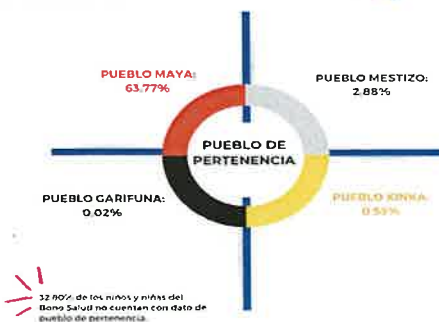 PUEBLO MAYA:
63.77%
PUEBLO MESTIZO:
2.88%
PUEBLO DE
PERTENENCIA
PUEBLO GARIFUNA:
0.02%
PUEBLO XINKA:
0.53%
32.80% de los niños y niñas del
Bono Salud no cuentan con dato de
pueblo de pertenencia.